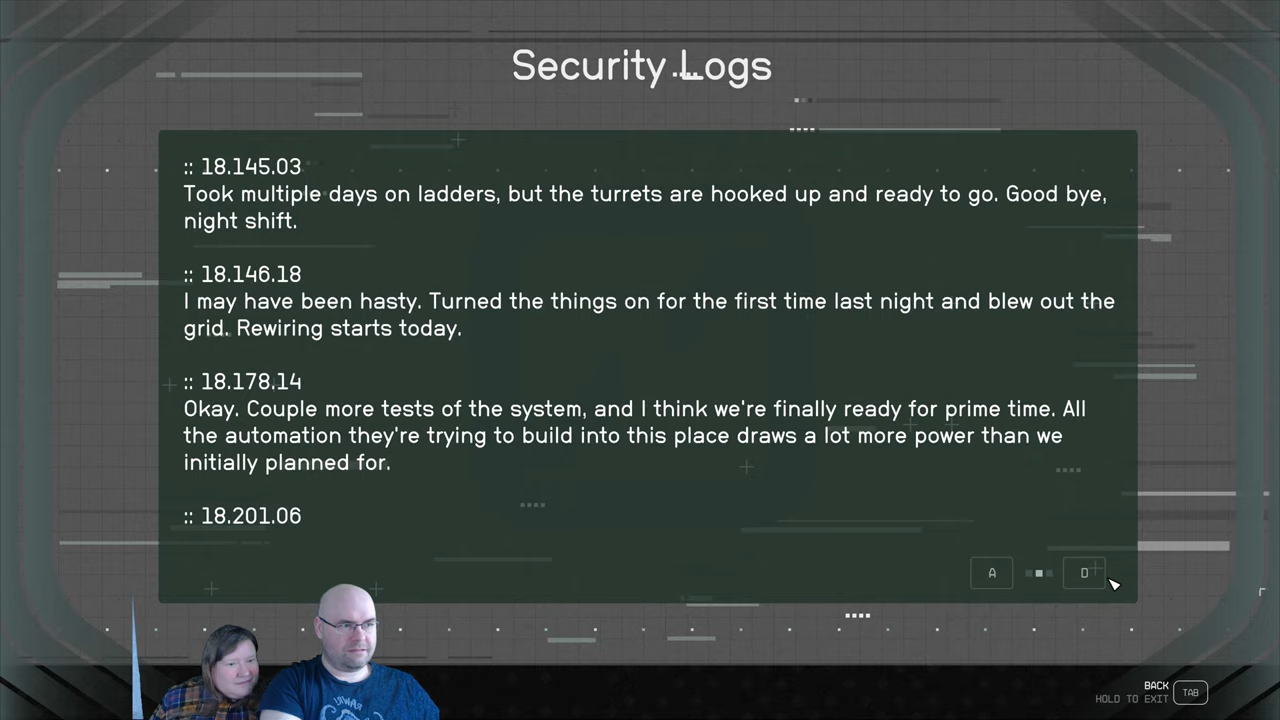 Security Logs
:: 18.145.03
Took multiple days on ladders, but the turrets are hooked up and ready to go. Good bye,
night shift.
:: 18.146.18
I may have been hasty. Turned the things on for the first time last night and blew out the
grid. Rewiring starts today.
:: 18.178.14
Okay. Couple more tests of the system, and I think we're finally ready for prime time. All
the automation they're trying to build into this place draws a lot more power than we
initially planned for.
:: 18.201.06
A
D
BACK
HOLD TO EXIT
TAB